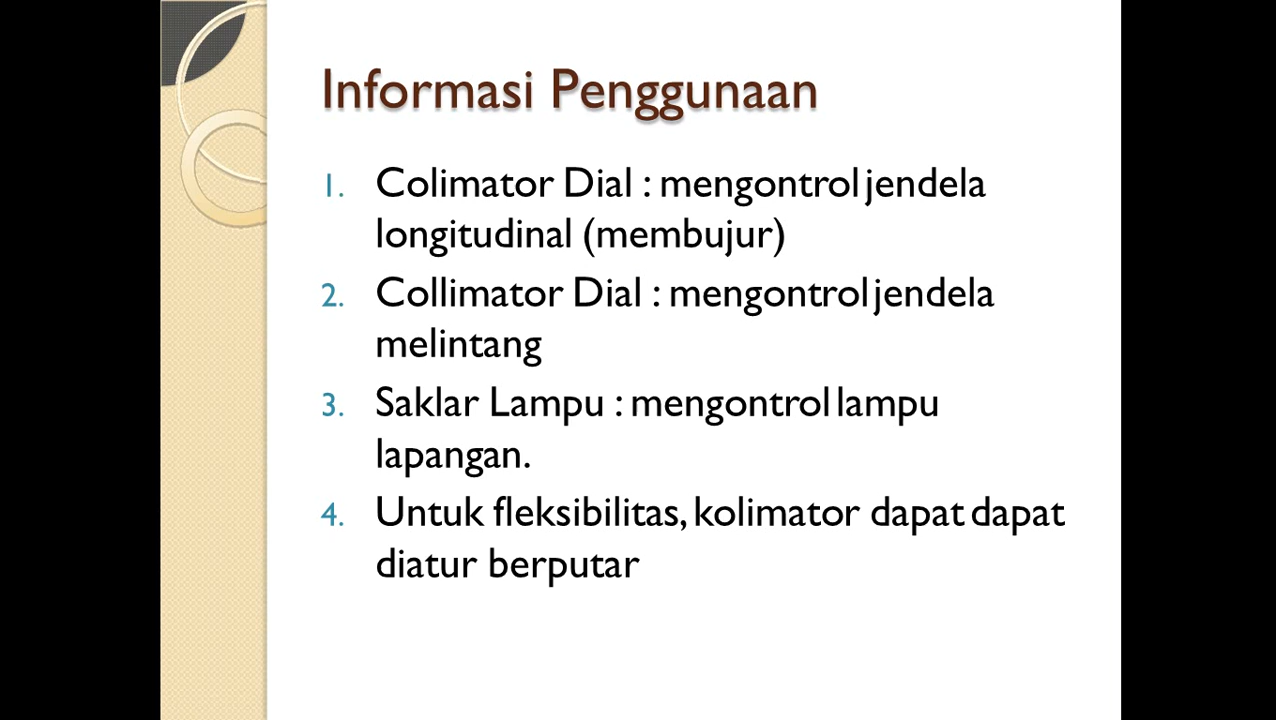 Informasi Penggunaan
1. Colimator Dial : mengontrol jendela
longitudinal (membujur)
2. Collimator Dial : mengontrol jendela
melintang
3. Saklar Lampu : mengontrol lampu
lapangan.
4. Untuk fleksibilitas, kolimator dapat dapat
diatur berputar